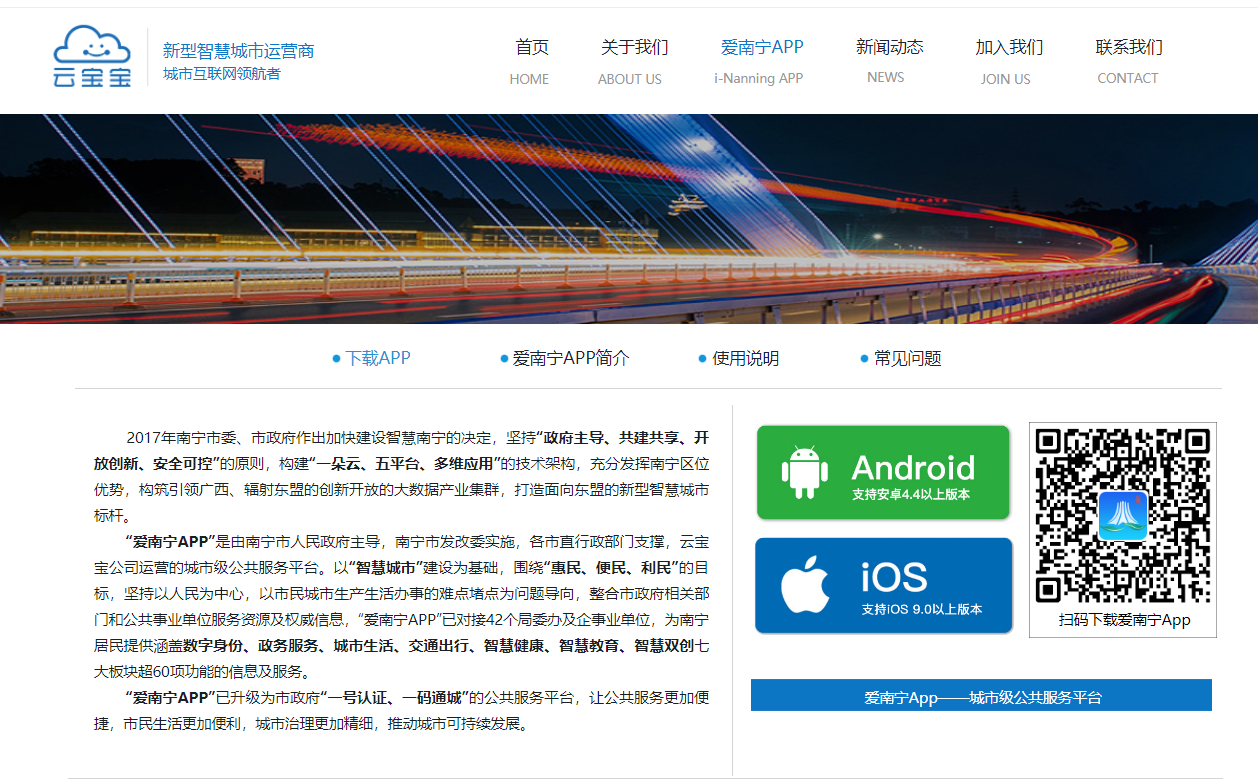 云宝宝
新型智慧城市运营商
城市互联网领航者
首页 关于我们 爱南宁APP 新闻动态 加入我们 联系我们
HOME ABOUT US i-Nanning APP NEWS JOIN US CONTACT
下载APP 爱南宁APP简介 使用说明 常见问题
2017年南宁市委、市政府作出加快建设智慧南宁的决定，坚持“政府主导、共建共享、开
放创新、安全可控”的原则，构建“一朵云、五平台、多维应用”的技术架构，充分发挥南宁区位
优势，构筑引领广西、辐射东盟的创新开放的大数据产业集群，打造面向东盟的新型智慧城市
标杆。
“爱南宁APP”是由南宁市人民政府主导，南宁市发改委实施，各市直行政部门支撑，云宝
宝公司运营的城市级公共服务平台。以“智慧城市”建设为基础，围绕“惠民、便民、利民”的目
标，坚持以人民为中心，以市民城市生产生活办事的难点堵点为问题导向，整合市政府相关部
门和公共事业单位服务资源及权威信息，“爱南宁APP”已对接42个局委办及企事业单位，为南宁
居民提供涵盖数字身份、政务服务、城市生活、交通出行、智慧健康、智慧教育、智慧双创七
大板块超60项功能的信息及服务。
“爱南宁APP”已升级为市政府“一号认证、一码通城”的公共服务平台，让公共服务更加便
捷，市民生活更加便利，城市治理更加精细，推动城市可持续发展。
Android
支持安卓4.4以上版本
iOS
支持iOS 9.0以上版本
扫码下载爱南宁App
爱南宁App——城市级公共服务平台